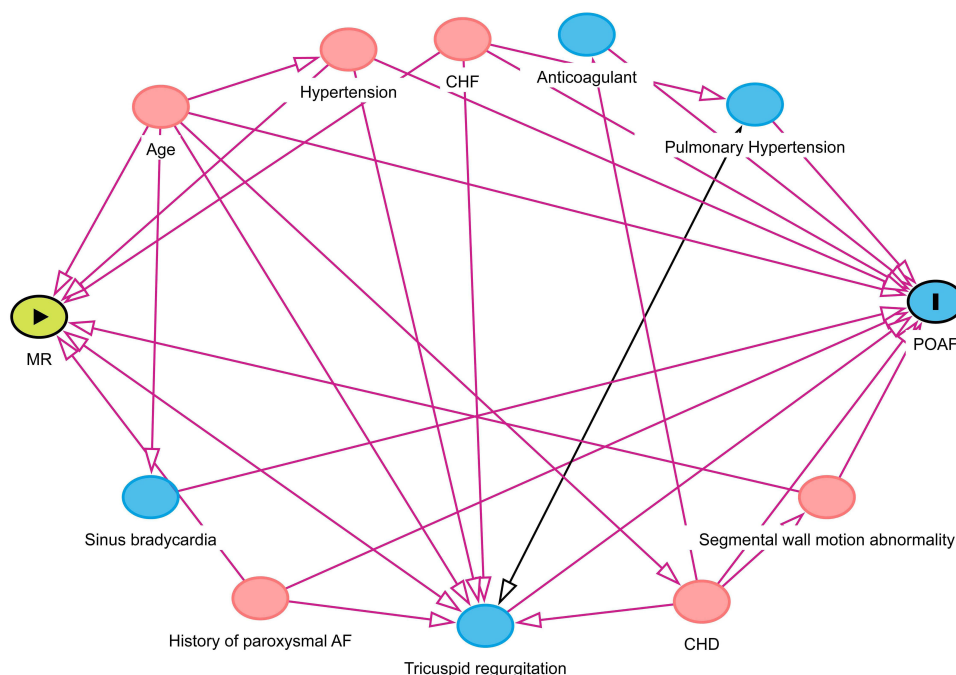 Hypertension
CHF
Anticoagulant
Age
Pulmonary Hypertension
MR
POAF
Sinus bradycardia
Segmental wall motion abnormality
History of paroxysmal AF
CHD
Tricuspid regurgitation